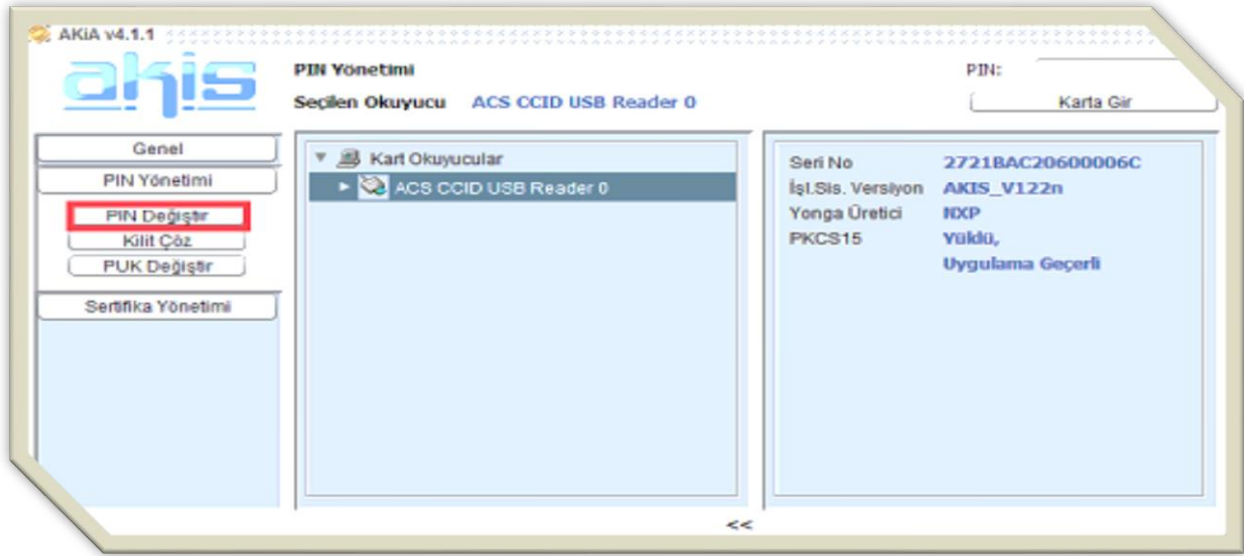 AKiA v4.1.1
akis
PIN Yönetimi
PIN:
Seçilen Okuyucu ACS CCID USB Reader 0
Karta Gir
Genel
PIN Yönetimi
PIN Değiştir
Kilit Çöz
PUK Değiştir
Sertifika Yönetimi
Kart Okuyucular
ACS CCID USB Reader 0
Seri No 2721BAC20600006C
İşl.Sis. Versiyon AKIS_V122n
Yonga Üretici NXP
PKCS15 Yüklü,
Uygulama Geçerli
<<